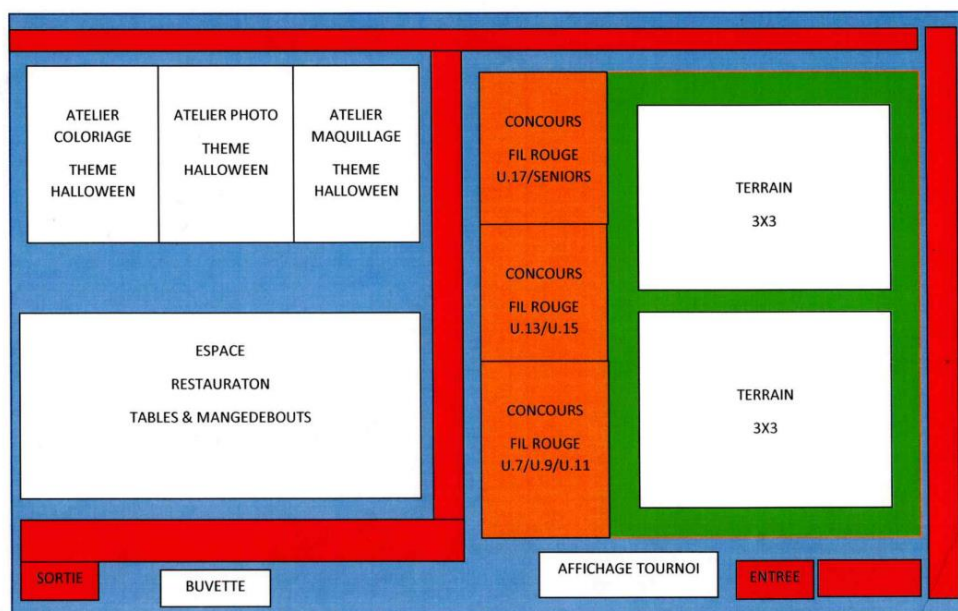 ATELIER
COLORIAGE
THEME
HALLOWEEN
ATELIER PHOTO
THEME
HALLOWEEN
ATELIER
MAQUILLAGE
THEME
HALLOWEEN
CONCOURS
FIL ROUGE
U.17/SENIORS
TERRAIN
3X3
CONCOURS
FIL ROUGE
U.13/U.15
ESPACE
RESTAURATON
TABLES & MANGEDEBOUTS
CONCOURS
FIL ROUGE
U.7/U.9/U.11
TERRAIN
3X3
SORTIE
BUVETTE
AFFICHAGE TOURNOI
ENTREE